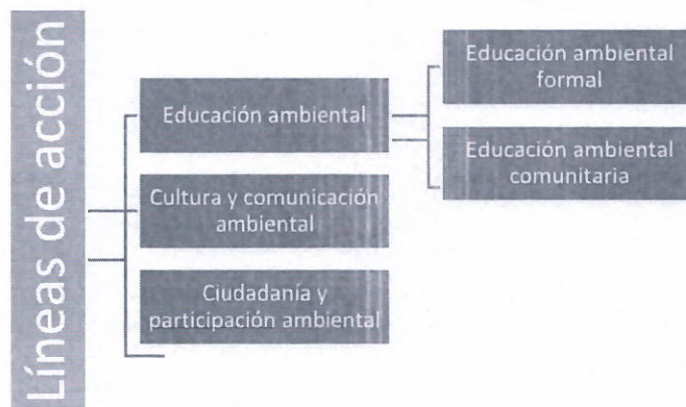 Líneas de acción
Educación ambiental
Cultura y comunicación
ambiental
Ciudadanía y
participación ambiental
Educación ambiental
formal
Educación ambiental
comunitaria